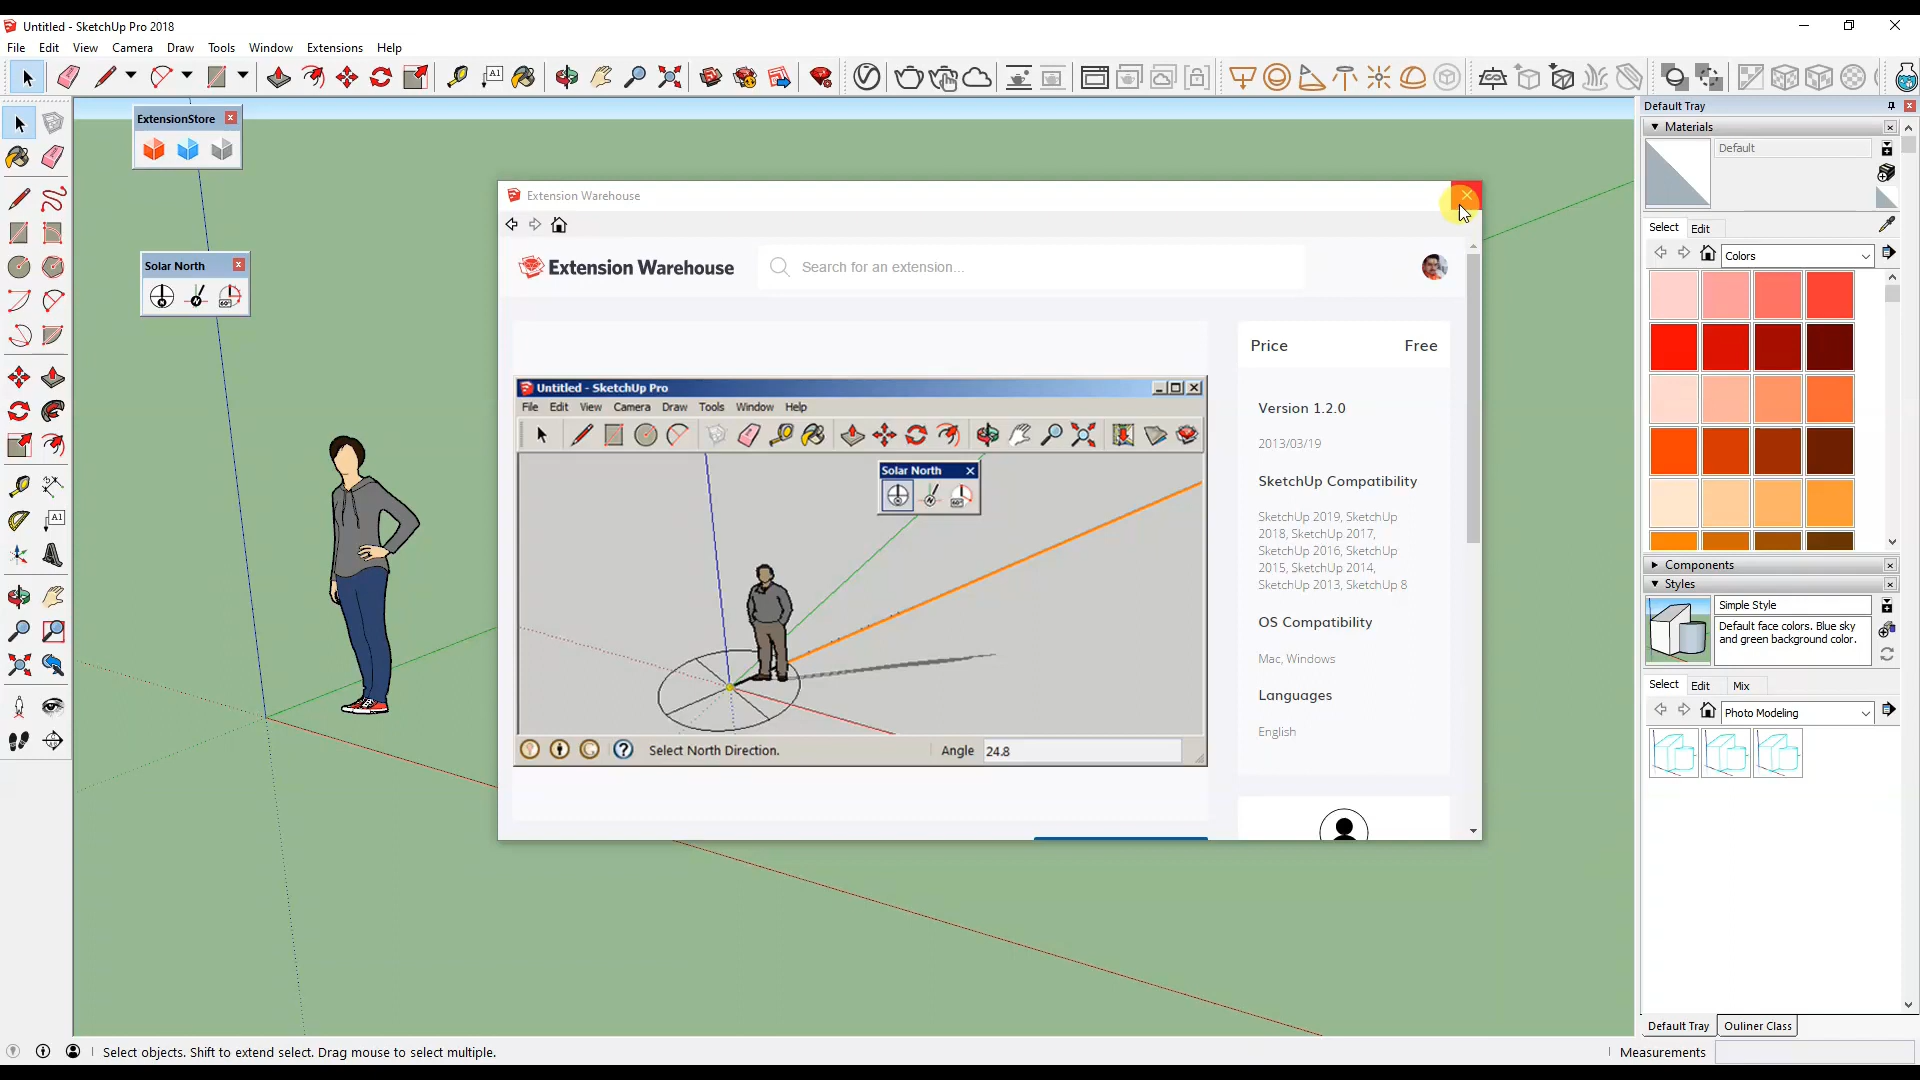 Untitled - SketchUp Pro 2018
File Edit View Camera Draw Tools Window Extensions Help
A1
ExtensionStore
Solar North
60°
A1
Extension Warehouse
Extension Warehouse
Search for an extension...
Untitled - SketchUp Pro
File Edit View Camera Draw Tools Window Help
Solar North
N
60°
Select North Direction.
Angle 24.8
Price Free
Version 1.2.0
2013/03/19
SketchUp Compatibility
SketchUp 2019, SketchUp
2018, SketchUp 2017,
SketchUp 2016, SketchUp
2015, SketchUp 2014,
SketchUp 2013, SketchUp 8
OS Compatibility
Mac, Windows
Languages
English
Default Tray
Materials
Default
Select Edit
Colors
Components
Styles
Simple Style
Default face colors. Blue sky
and green background color.
Select Edit Mix
Photo Modeling
Default Tray Ouliner Class
Select objects. Shift to extend select. Drag mouse to select multiple.
Measurements